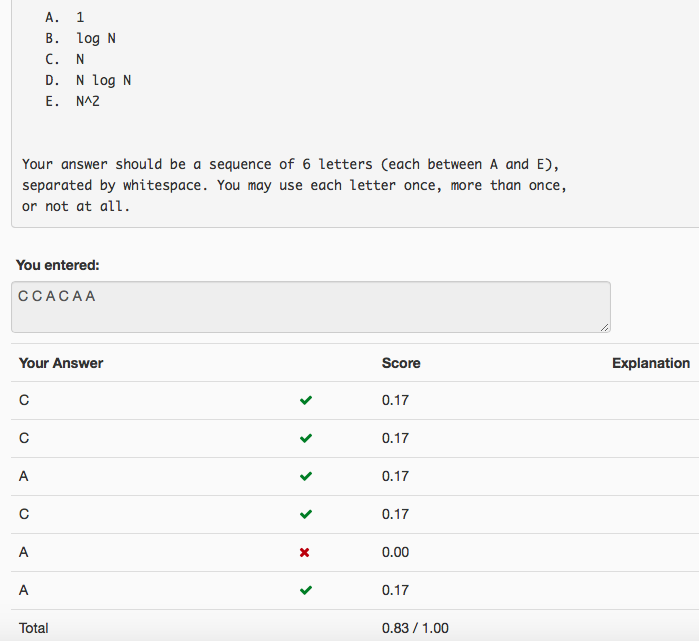 A. 1
B. log N
C. N
D. N log N
E. N^2
Your answer should be a sequence of 6 letters (each between A and E),
separated by whitespace. You may use each letter once, more than once,
or not at all.
You entered:
C C A C A A
Your Answer Score Explanation
C 0.17
C 0.17
A 0.17
C 0.17
A 0.00
A 0.17
Total 0.83 / 1.00